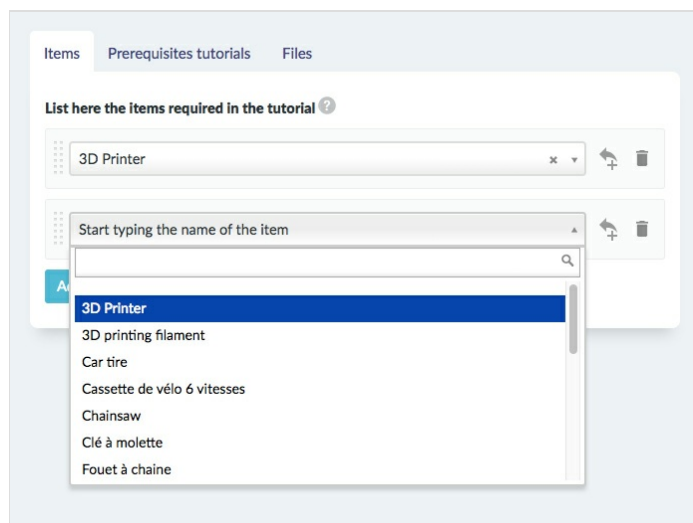 Items Prerequisites tutorials Files
List here the items required in the tutorial ?
3D Printer × ▾
Start typing the name of the item
3D Printer
3D printing filament
Car tire
Cassette de vélo 6 vitesses
Chainsaw
Clé à molette
Fouet à chaine